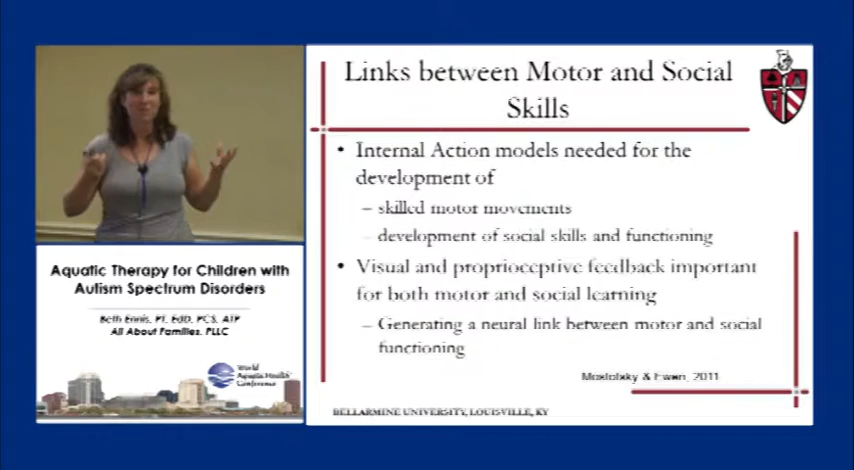 Links between Motor and Social
Skills
• Internal Action models needed for the
development of
– skilled motor movements
– development of social skills and functioning
• Visual and proprioceptive feedback important
for both motor and social learning
– Generating a neural link between motor and social
functioning
Mostofsky & Ewen, 2011
BELLARMINE UNIVERSITY, LOUISVILLE, KY
Aquatic Therapy for Children with
Autism Spectrum Disorders
Beth Ennis, PT, EdD, PCS, ATP
All About Families, PLLC
World
Aquatic Health
Conference